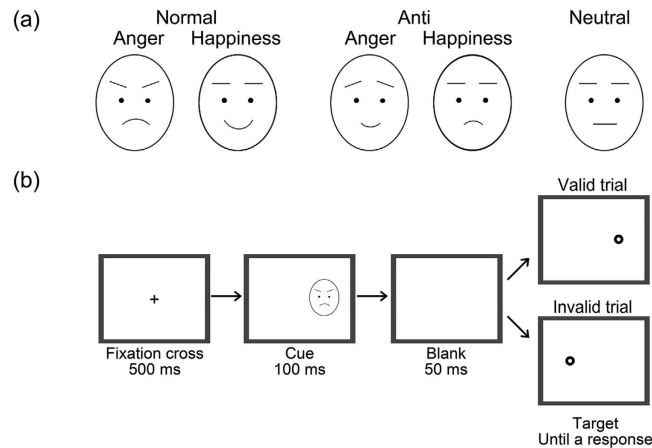 (a)
Normal
Anger Happiness
Anti
Anger Happiness
Neutral
(b)
Fixation cross
500 ms
Cue
100 ms
Blank
50 ms
Valid trial
Invalid trial
Target
Until a response